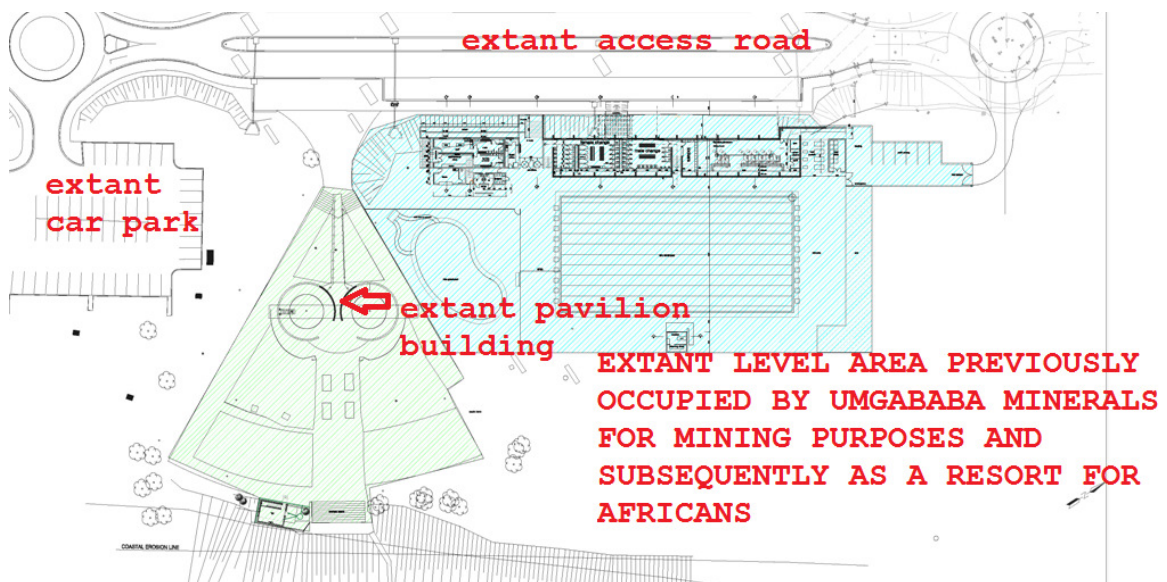 extant access road
extant
car park
extant pavilion
building
EXTANT LEVEL AREA PREVIOUSLY
OCCUPIED BY UMGABABA MINERALS
FOR MINING PURPOSES AND
SUBSEQUENTLY AS A RESORT FOR
AFRICANS
COASTAL EROSION LINE